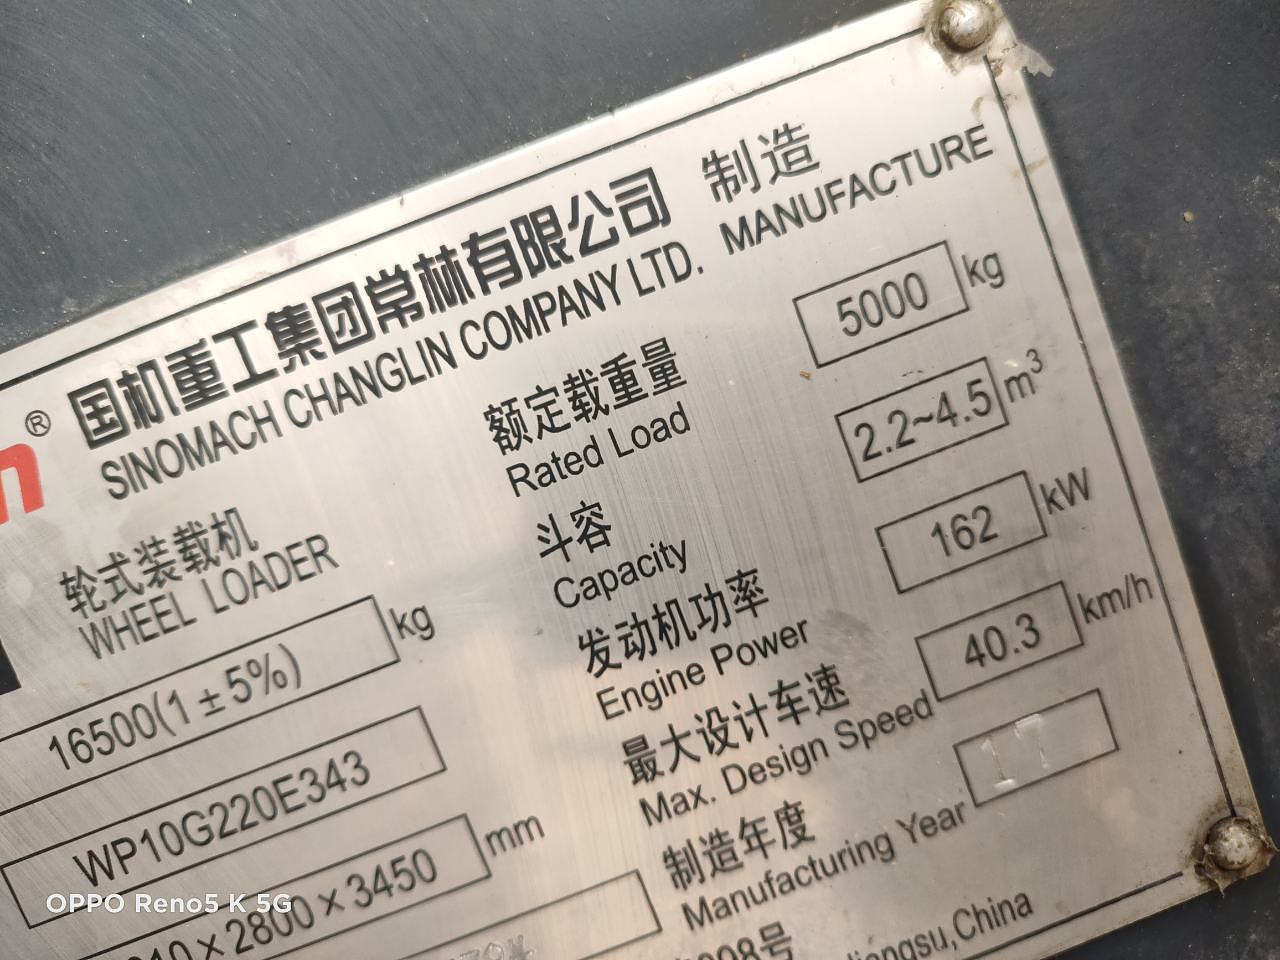 国机重工集团常林有限公司 制造
SINOMACH CHANGLIN COMPANY LTD. MANUFACTURE
®
轮式装载机
WHEEL LOADER
16500(1±5%) kg
WP10G220E343
2800×3450 mm
额定载重量 5000 kg
Rated Load
斗容 2.2~4.5 m³
Capacity
发动机功率 162 kW
Engine Power
最大设计车速 40.3 km/h
Max. Design Speed
制造年度 17
Manufacturing Year
号
China
OPPO Reno5 K 5G